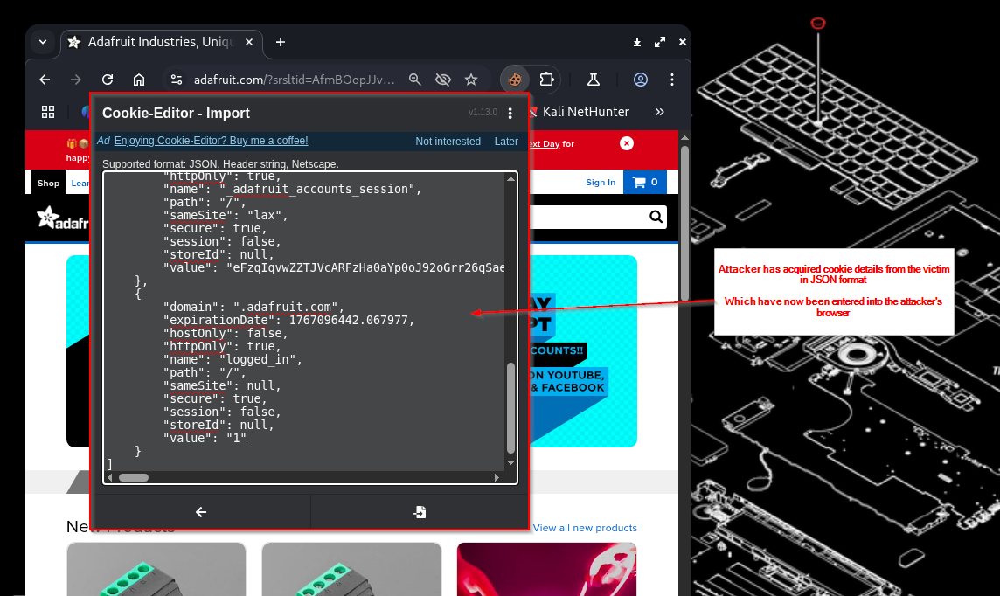 Adafruit Industries, Uniqu
adafruit.com/?srsltid=AfmBOopJJv...
Kali NetHunter
Cookie-Editor - Import
v1.13.0
Ad Enjoying Cookie-Editor? Buy me a coffee!
Not interested Later
Supported format: JSON, Header string, Netscape.
happy
ext Day for
Shop Lear
Sign In 0
adafr
"httpOnly": true,
"name": "_adafruit_accounts_session",
"path": "/",
"sameSite": "lax",
"secure": true,
"session": false,
"storeId": null,
"value": "eFzqIqvwZZTJVcARFzHa0aYp0oJ92oGrr26qSae
},
{
"domain": ".adafruit.com",
"expirationDate": 1767096442.067977,
"hostOnly": false,
"httpOnly": true,
"name": "logged_in",
"path": "/",
"sameSite": null,
"secure": true,
"session": false,
"storeId": null,
"value": "1"
}
]
AY
PT
COUNTS!!
ON YOUTUBE,
& FACEBOOK
New Products
View all new products
Attacker has acquired cookie details from the victim
in JSON format
Which have now been entered into the attacker's
browser